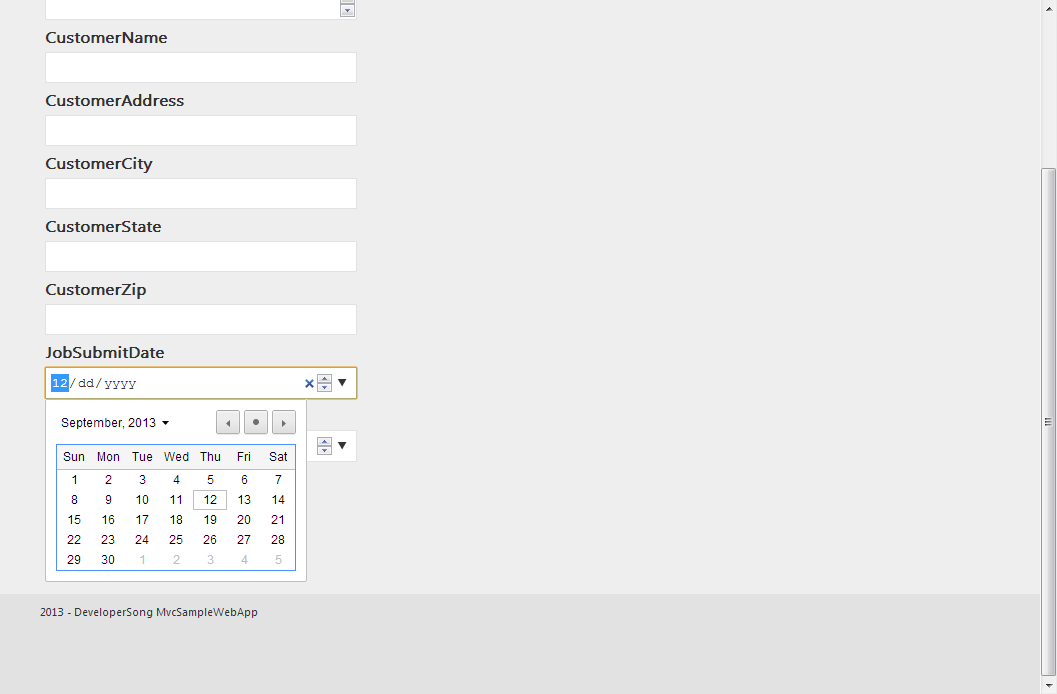 CustomerName
CustomerAddress
CustomerCity
CustomerState
CustomerZip
JobSubmitDate
12/dd/yyyy
September, 2013
Sun Mon Tue Wed Thu Fri Sat
1 2 3 4 5 6 7
8 9 10 11 12 13 14
15 16 17 18 19 20 21
22 23 24 25 26 27 28
29 30 1 2 3 4 5
2013 - DeveloperSong MvcSampleWebApp